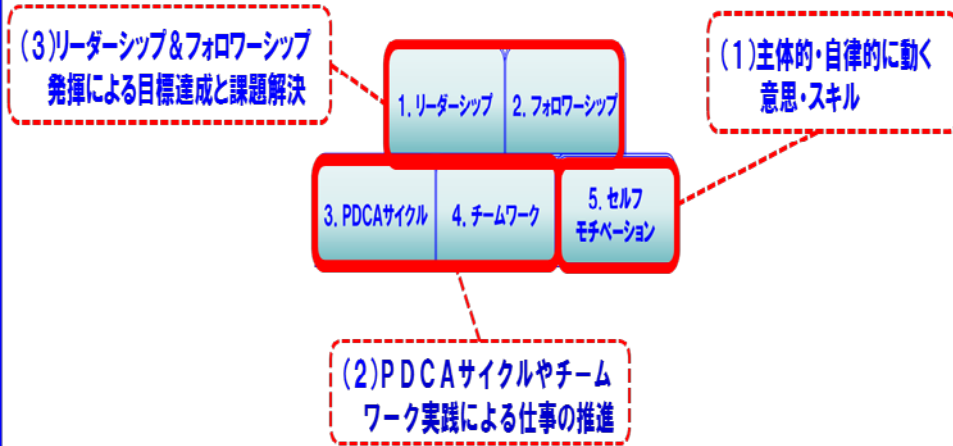 (3)リーダーシップ&フォロワーシップ
発揮による目標達成と課題解決
(1)主体的・自律的に動く
意思・スキル
1. リーダーシップ
2. フォロワーシップ
3. PDCAサイクル
4. チームワーク
5. セルフ
モチベーション
(2)PDCAサイクルやチーム
ワーク実践による仕事の推進